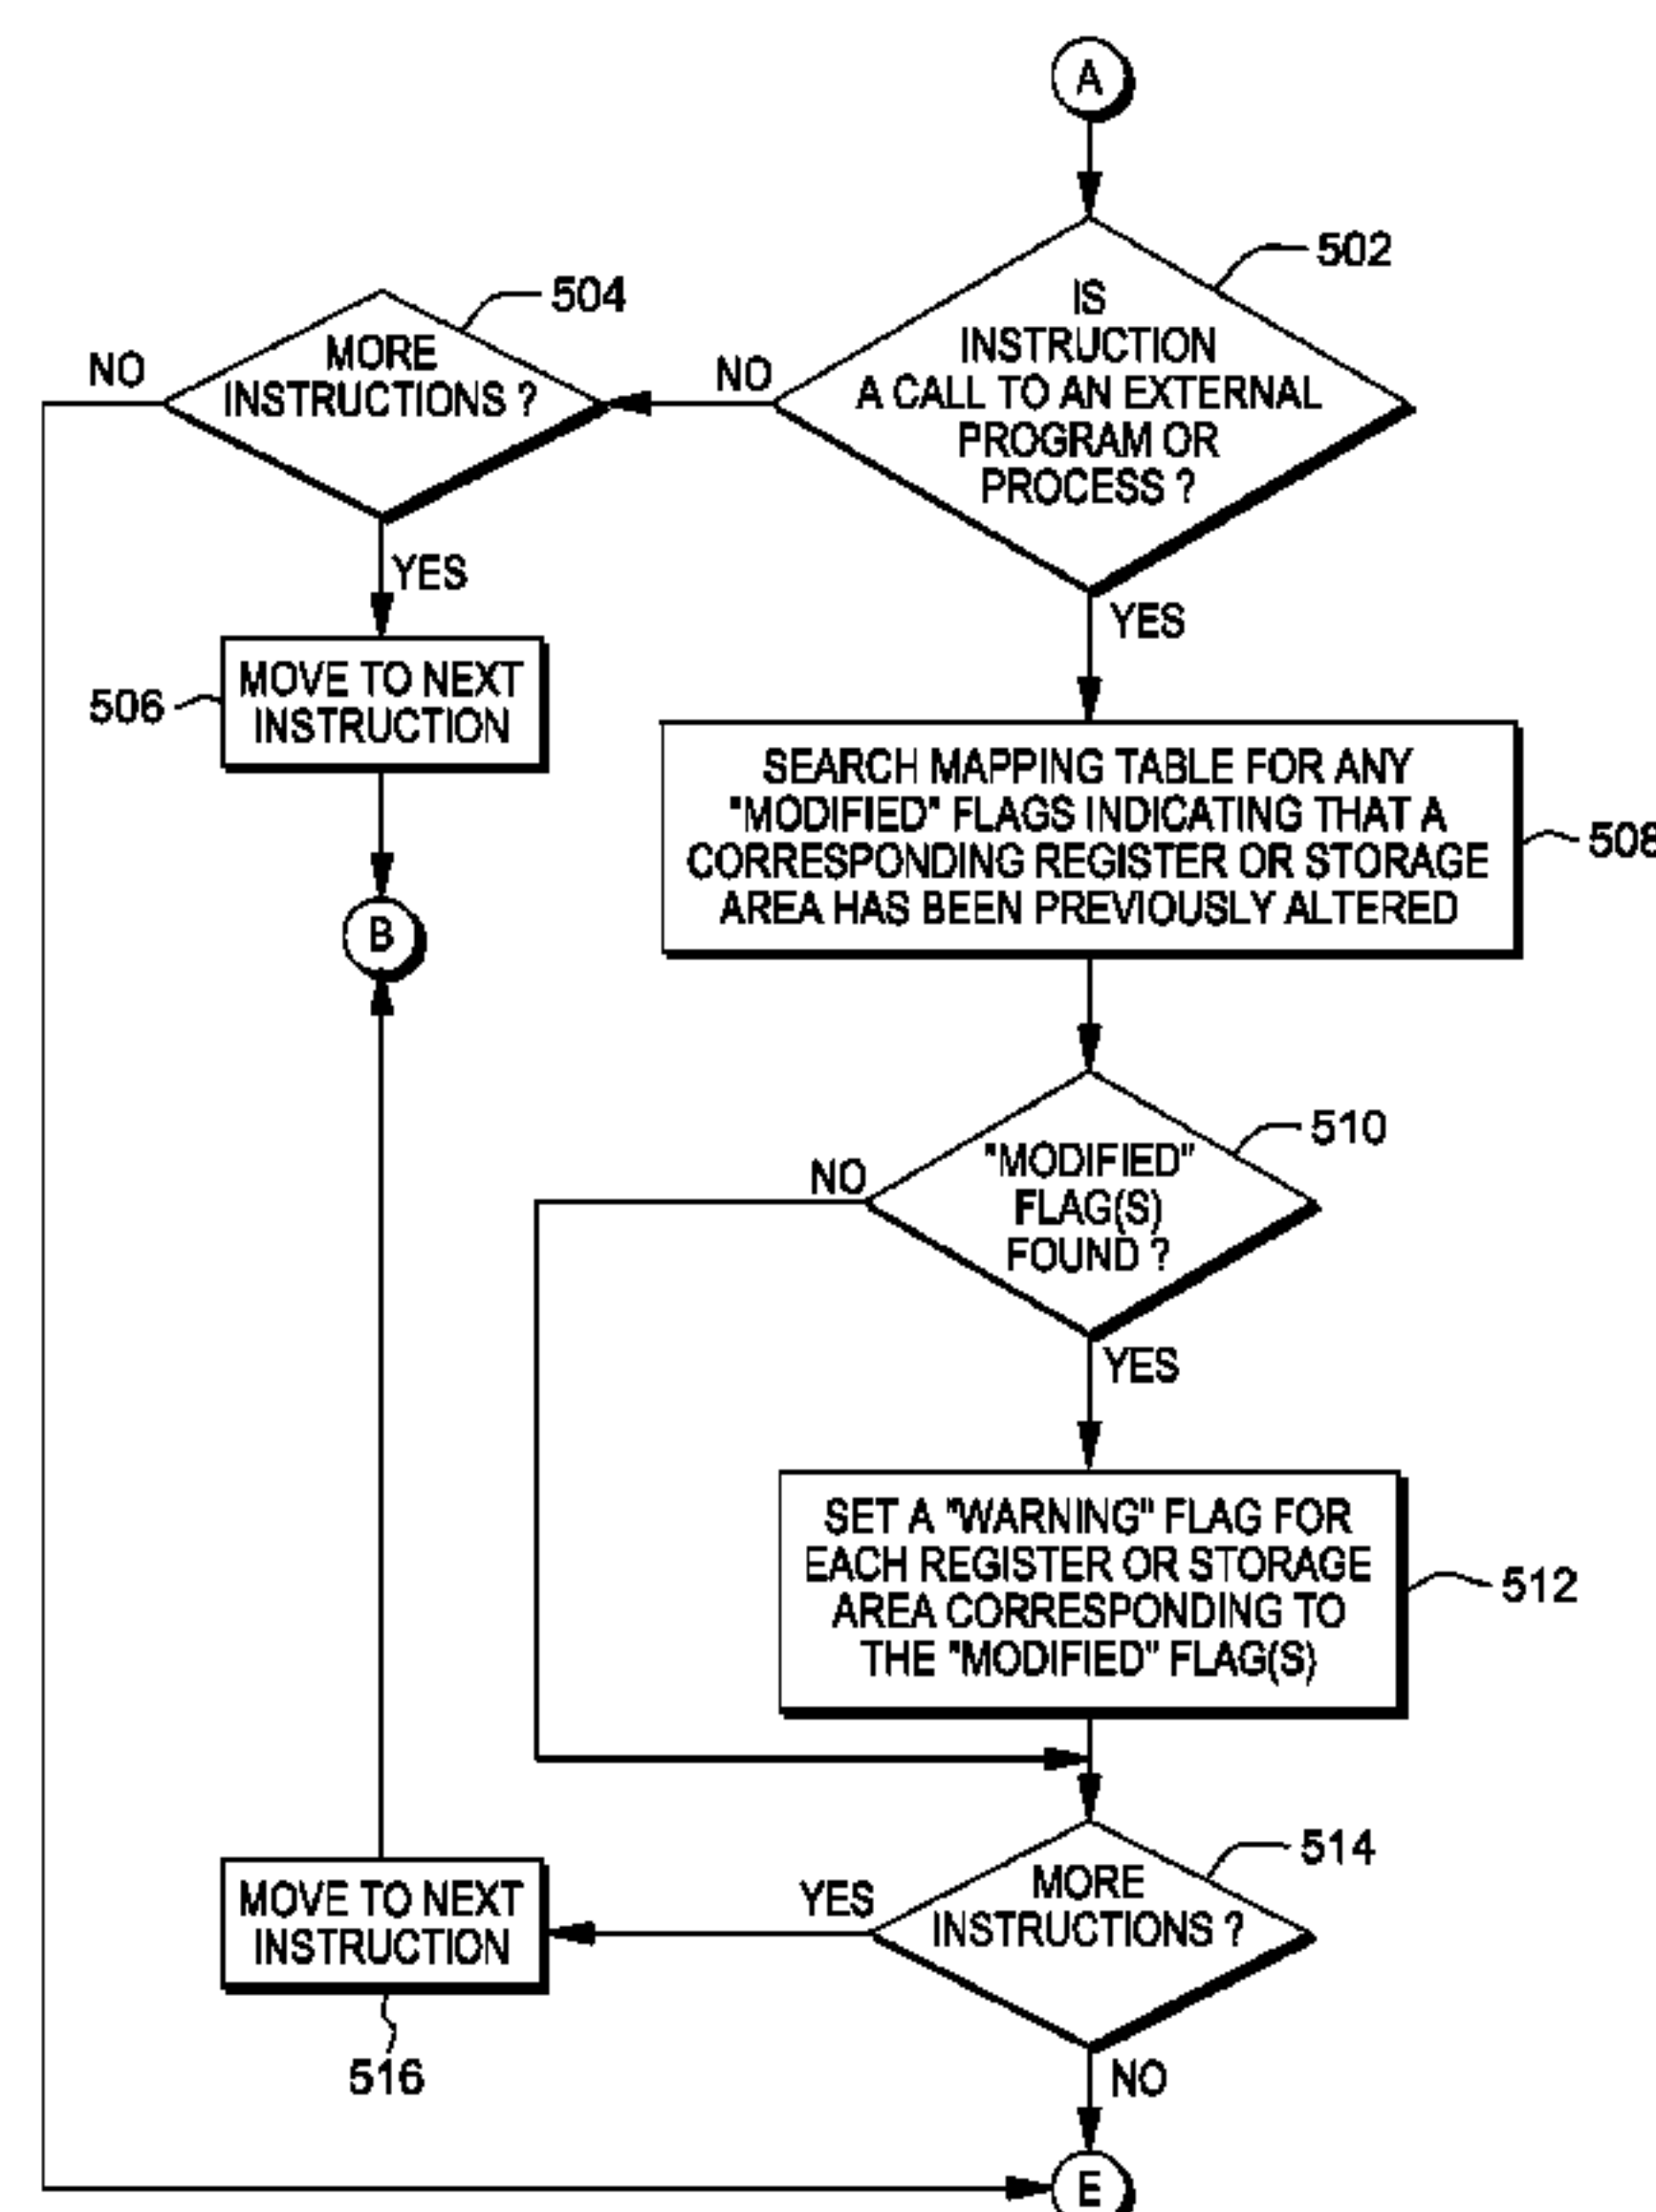 A
502
IS
INSTRUCTION
A CALL TO AN EXTERNAL
PROGRAM OR
PROCESS ?
504
MORE
INSTRUCTIONS ?
NO
NO
YES
YES
506
MOVE TO NEXT
INSTRUCTION
B
SEARCH MAPPING TABLE FOR ANY
"MODIFIED" FLAGS INDICATING THAT A
CORRESPONDING REGISTER OR STORAGE
AREA HAS BEEN PREVIOUSLY ALTERED
508
510
"MODIFIED"
FLAG(S)
FOUND ?
NO
YES
SET A "WARNING" FLAG FOR
EACH REGISTER OR STORAGE
AREA CORRESPONDING TO
THE "MODIFIED" FLAG(S)
512
514
MORE
INSTRUCTIONS ?
YES
MOVE TO NEXT
INSTRUCTION
516
NO
E